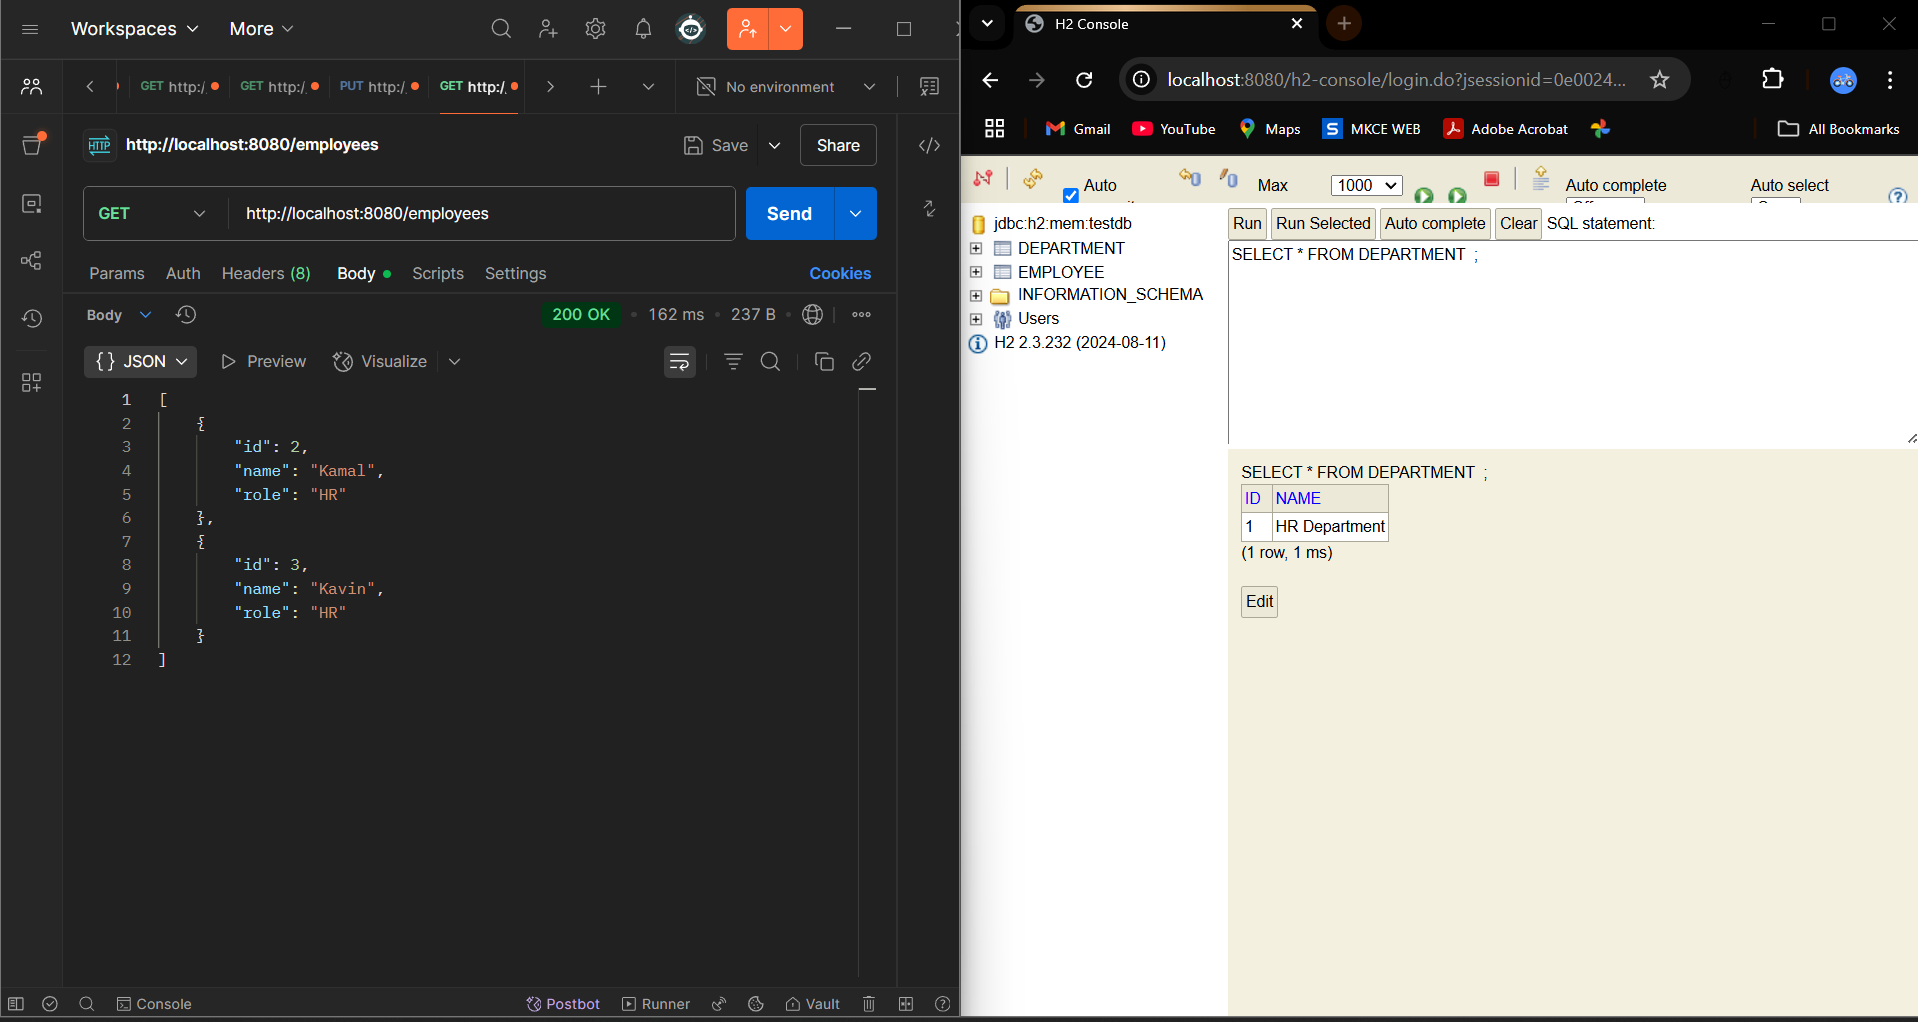 Workspaces More
GET http:/. GET http:/. PUT http:/. GET http:/. No environment
HTTP http://localhost:8080/employees Save Share
GET http://localhost:8080/employees Send
Params Auth Headers (8) Body Scripts Settings Cookies
Body 200 OK 162 ms 237 B
{} JSON Preview Visualize
1 [
2 {
3 "id": 2,
4 "name": "Kamal",
5 "role": "HR"
6 },
7 {
8 "id": 3,
9 "name": "Kavin",
10 "role": "HR"
11 }
12 ]
Console Postbot Runner Vault
H2 Console
localhost:8080/h2-console/login.do?jsessionid=0e0024...
Gmail YouTube Maps S MKCE WEB Adobe Acrobat All Bookmarks
Auto Max 1000 Auto complete Auto select
jdbc:h2:mem:testdb
DEPARTMENT
EMPLOYEE
INFORMATION_SCHEMA
Users
H2 2.3.232 (2024-08-11)
Run Run Selected Auto complete Clear SQL statement:
SELECT * FROM DEPARTMENT ;
SELECT * FROM DEPARTMENT ;
ID NAME
1 HR Department
(1 row, 1 ms)
Edit